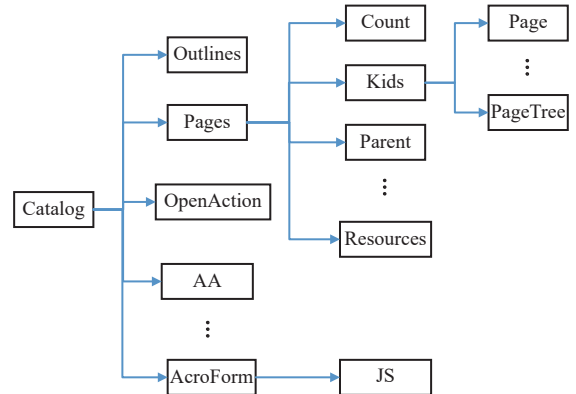 Count
Page
Outlines
Kids
Pages
PageTree
Parent
Catalog
OpenAction
Resources
AA
AcroForm
JS